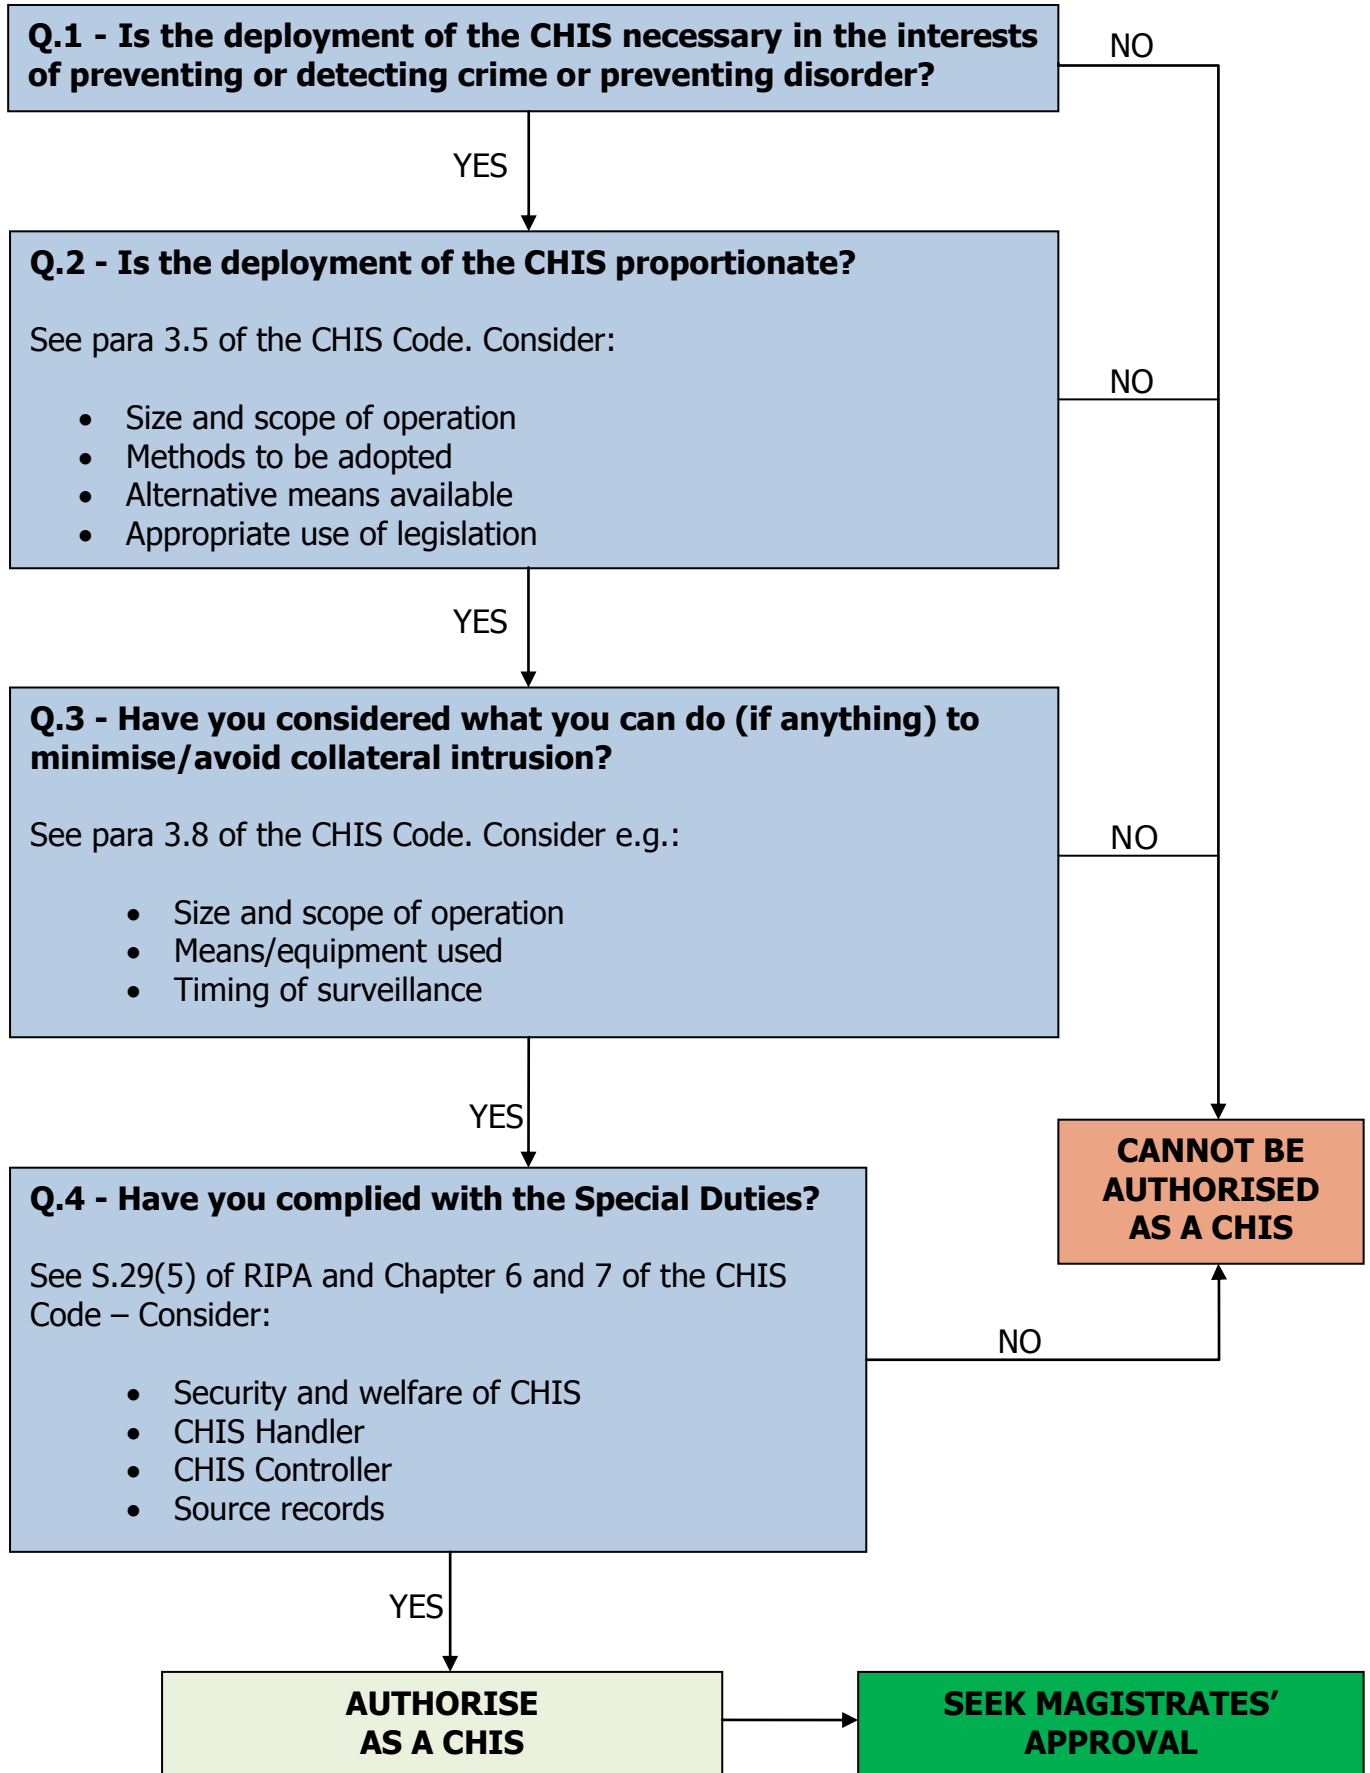 Q.1 - Is the deployment of the CHIS necessary in the interests
of preventing or detecting crime or preventing disorder?
NO
YES
Q.2 - Is the deployment of the CHIS proportionate?
See para 3.5 of the CHIS Code. Consider:
• Size and scope of operation
• Methods to be adopted
• Alternative means available
• Appropriate use of legislation
NO
YES
Q.3 - Have you considered what you can do (if anything) to
minimise/avoid collateral intrusion?
See para 3.8 of the CHIS Code. Consider e.g.:
• Size and scope of operation
• Means/equipment used
• Timing of surveillance
NO
YES
Q.4 - Have you complied with the Special Duties?
See S.29(5) of RIPA and Chapter 6 and 7 of the CHIS
Code – Consider:
• Security and welfare of CHIS
• CHIS Handler
• CHIS Controller
• Source records
NO
CANNOT BE
AUTHORISED
AS A CHIS
YES
AUTHORISE
AS A CHIS
SEEK MAGISTRATES’
APPROVAL